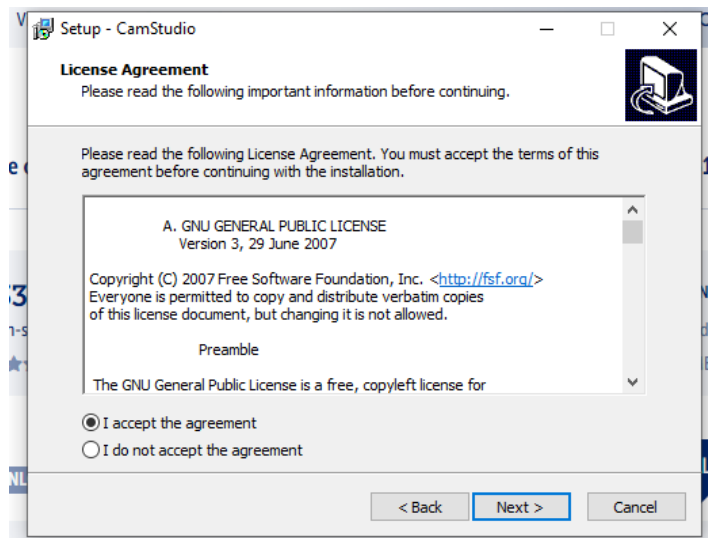 Setup - CamStudio
License Agreement
Please read the following important information before continuing.
Please read the following License Agreement. You must accept the terms of this
agreement before continuing with the installation.
A. GNU GENERAL PUBLIC LICENSE
Version 3, 29 June 2007
Copyright (C) 2007 Free Software Foundation, Inc. <http://fsf.org/>
Everyone is permitted to copy and distribute verbatim copies
of this license document, but changing it is not allowed.
Preamble
The GNU General Public License is a free, copyleft license for
I accept the agreement
I do not accept the agreement
< Back
Next >
Cancel